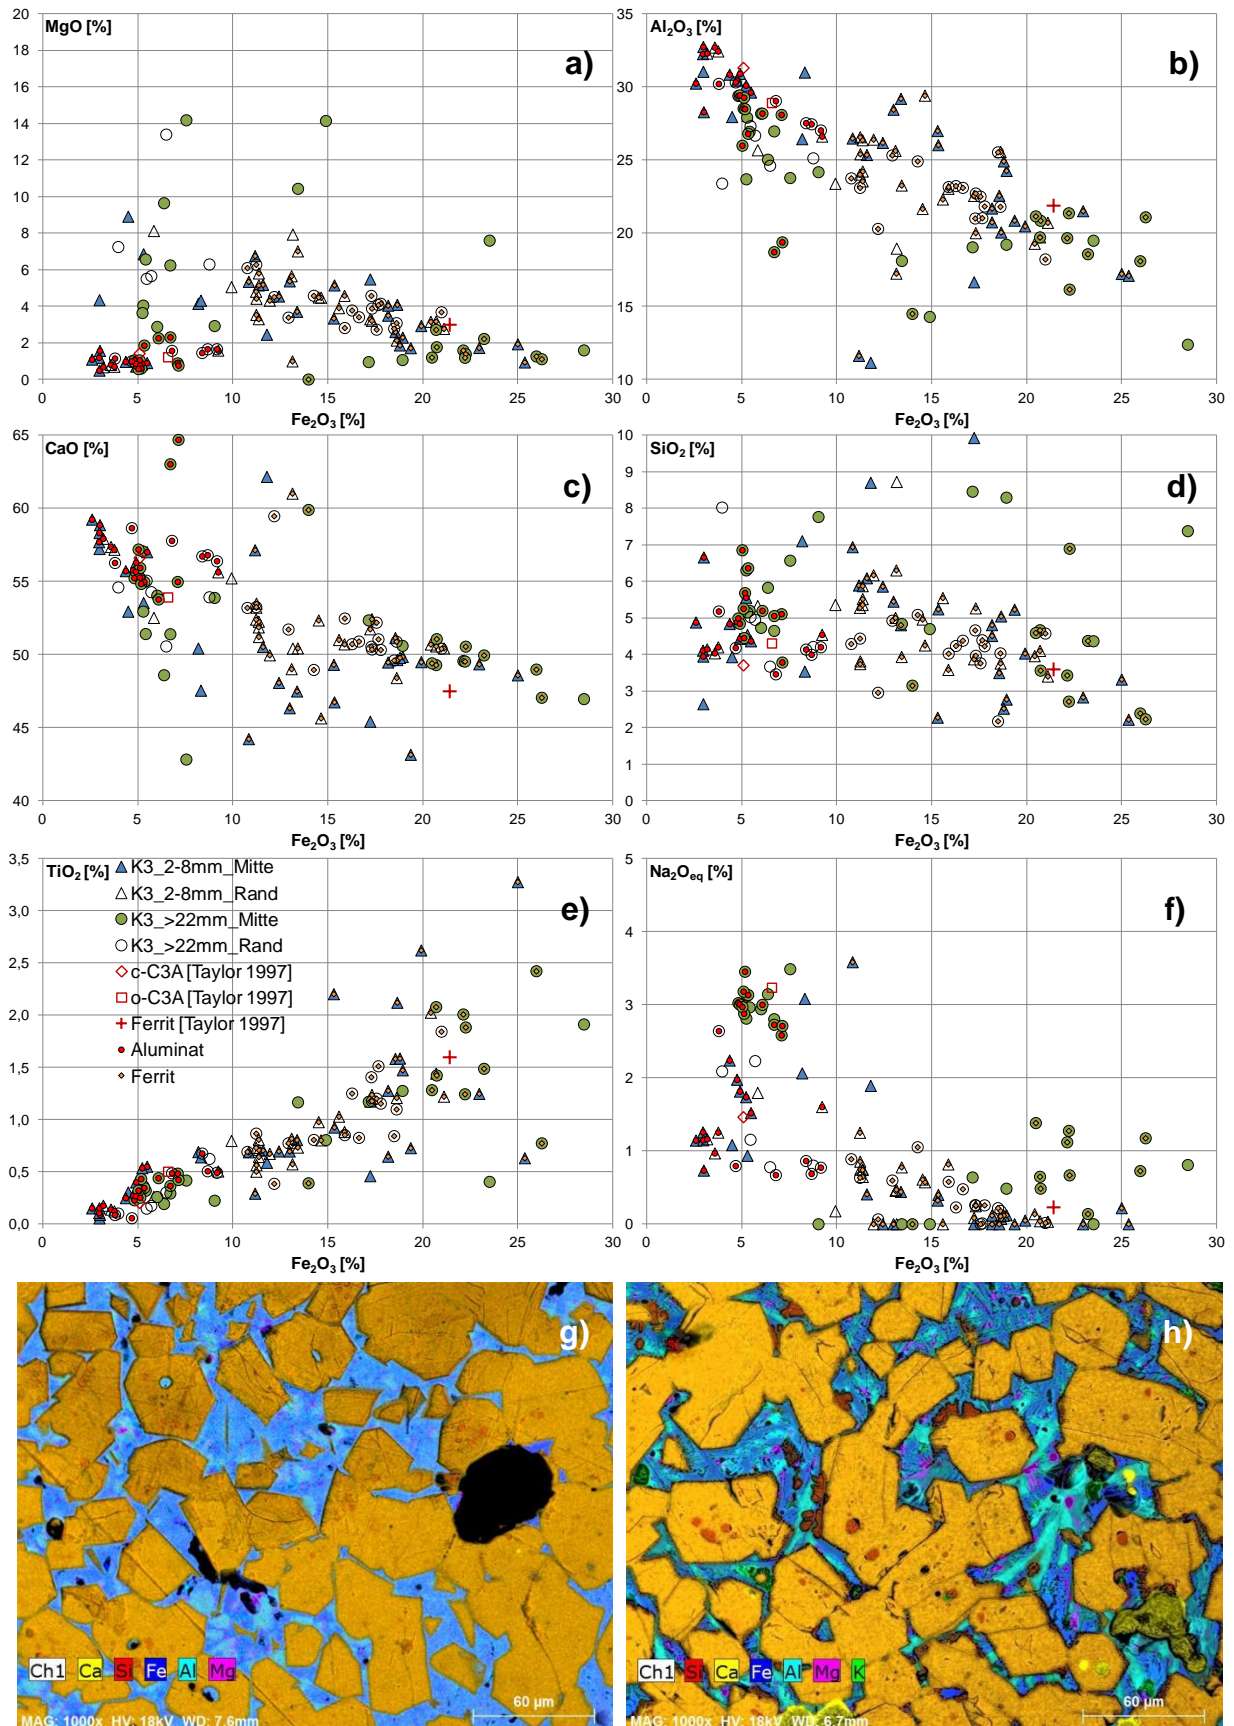 MgO [%]
a)
20
18
16
14
12
10
8
6
4
2
0
0 5 10 15 20 25 30
Fe2O3 [%]
Al2O3 [%]
b)
35
30
25
20
15
10
0 5 10 15 20 25 30
Fe2O3 [%]
CaO [%]
c)
65
60
55
50
45
40
0 5 10 15 20 25 30
Fe2O3 [%]
SiO2 [%]
d)
10
9
8
7
6
5
4
3
2
1
0
0 5 10 15 20 25 30
Fe2O3 [%]
TiO2 [%]
e)
3,5
3,0
2,5
2,0
1,5
1,0
0,5
0,0
K3_2-8mm_Mitte
K3_2-8mm_Rand
K3_>22mm_Mitte
K3_>22mm_Rand
c-C3A [Taylor 1997]
o-C3A [Taylor 1997]
Ferrit [Taylor 1997]
Aluminat
Ferrit
0 5 10 15 20 25 30
Fe2O3 [%]
Na2Oeq [%]
f)
5
4
3
2
1
0
0 5 10 15 20 25 30
Fe2O3 [%]
g)
Ch1 Ca Si Fe Al Mg
60 µm
MAG: 1000x HV: 18kV WD: 7.6mm
h)
Ch1 Si Ca Fe Al Mg K
60 µm
MAG: 1000x HV: 18kV WD: 6.7mm